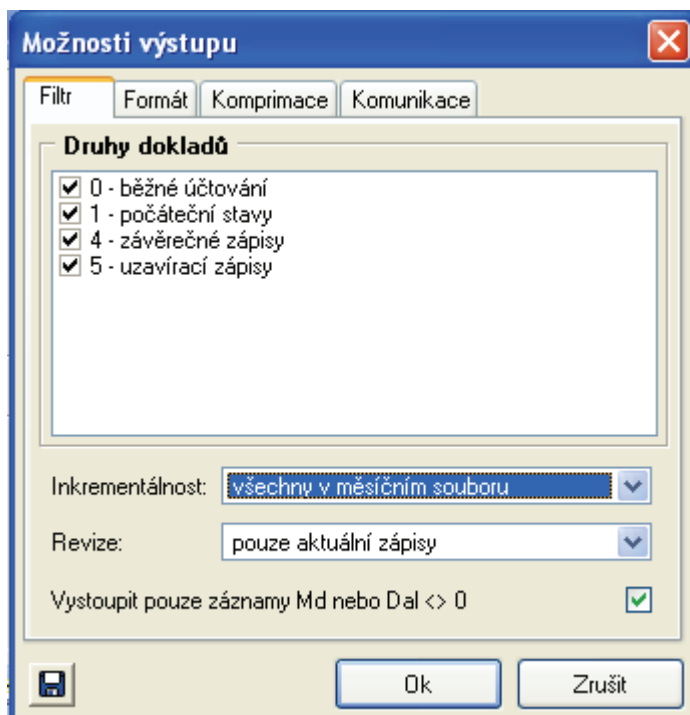 Možnosti výstupu
Filtr Formát Komprimace Komunikace
Druhy dokladů
0 - běžné účtování
1 - počáteční stavy
4 - závěrečné zápisy
5 - uzavírací zápisy
Inkrementálnost: všechny v měsíčním souboru
Revize: pouze aktuální zápisy
Vystoupit pouze záznamy Md nebo Dal <> 0
Ok Zrušit